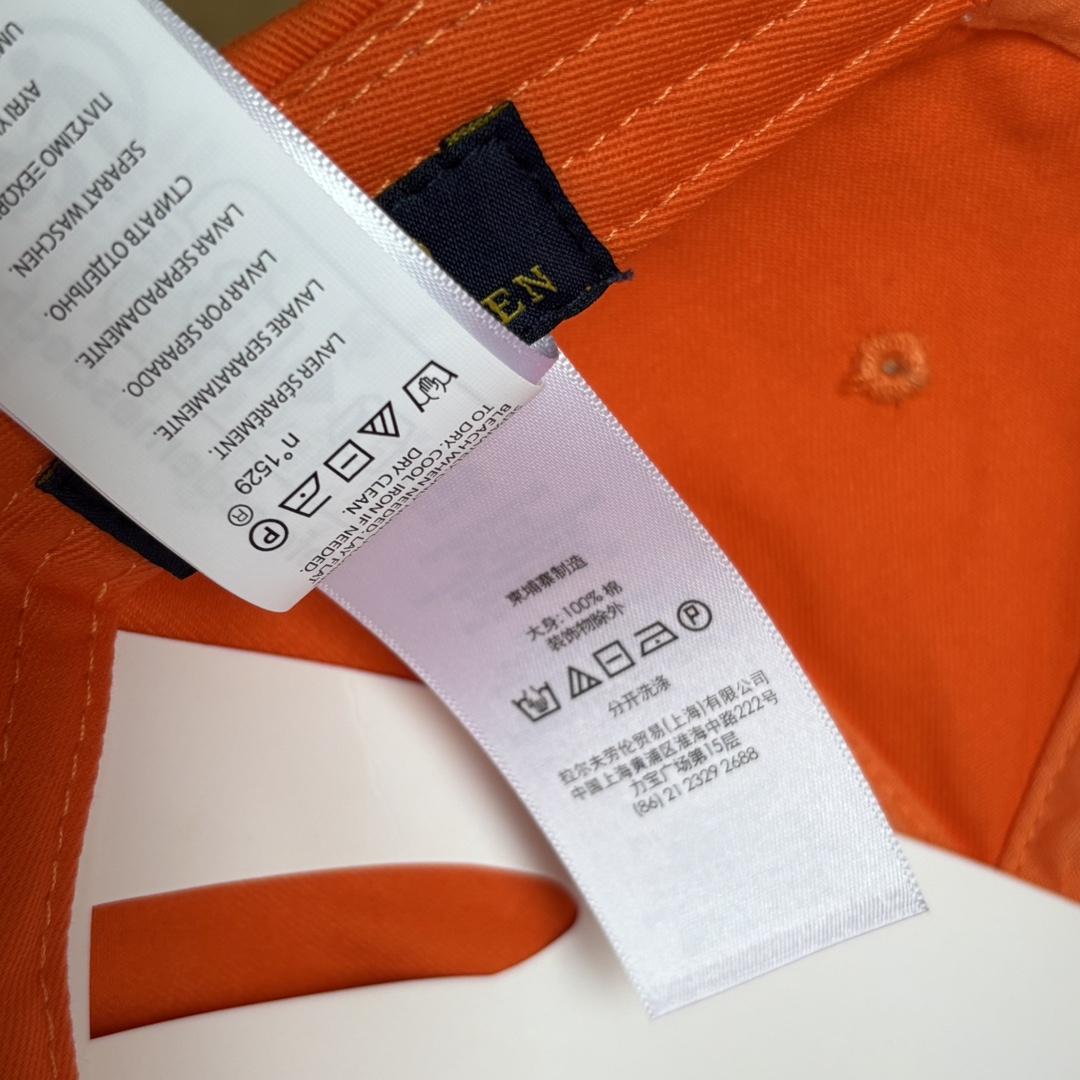 EN
UM
ΠΛΥΣΙΜΟ ΞΕΧΩΡ
SEPARAT WASCHEN.
СТИРАТЬ ОТДЕЛЬНО.
LAVAR SEPARADAMENTE.
LAVAR POR SEPARADO.
LAVARE SEPARATAMENTE.
LAVER SÉPARÉMENT.
n° 1529
®
P
BLEACH WHEN NEEDED. LAY FLAT
TO DRY. COOL IRON IF NEEDED.
DRY CLEAN.
柬埔寨制造
大身: 100% 棉
装饰物除外
P
分开洗涤
拉尔夫劳伦贸易(上海)有限公司
中国上海黄浦区淮海中路222号
力宝广场第15层
(86) 21 2329 2688